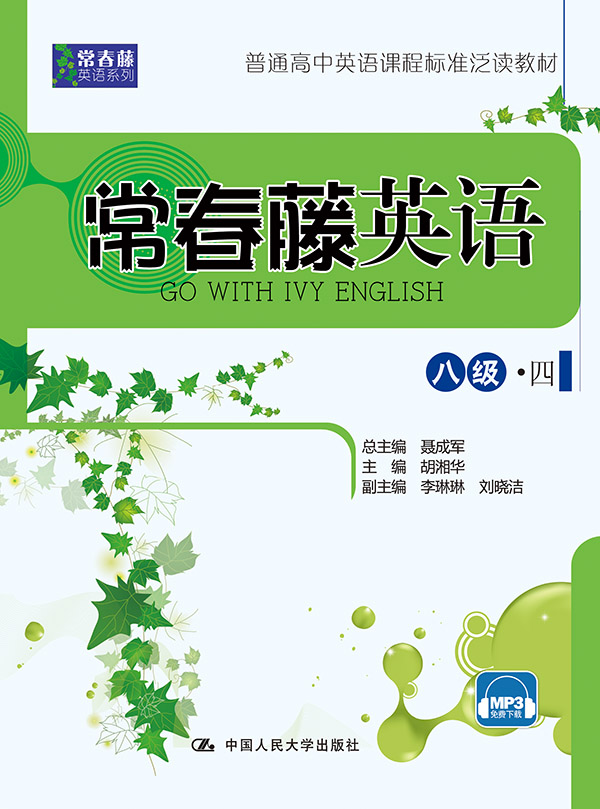 常春藤
英语系列
普通高中英语课程标准泛读教材
常春藤英语
GO WITH IVY ENGLISH
八级·四
总主编 聂成军
主 编 胡湘华
副主编 李琳琳 刘晓洁
MP3
免费下载
中国人民大学出版社